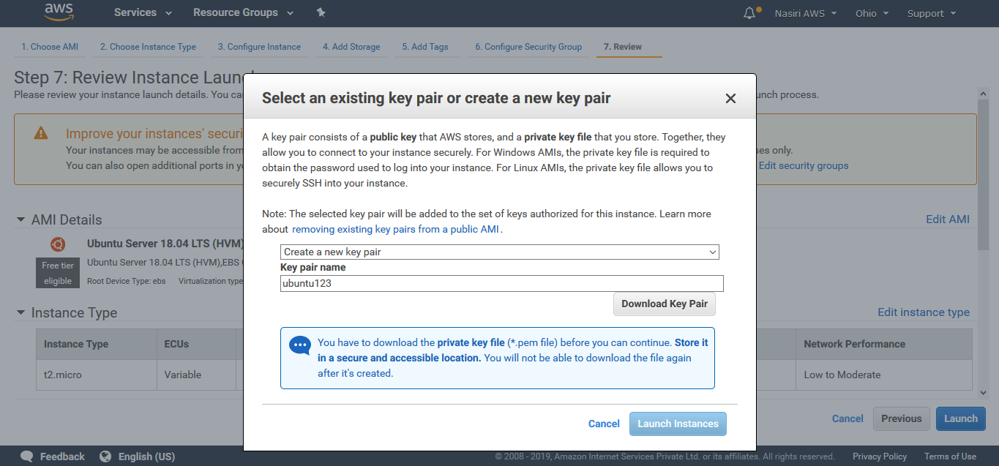 aws
Services
Resource Groups
Nasiri AWS
Ohio
Support
1. Choose AMI
2. Choose Instance Type
3. Configure Instance
4. Add Storage
5. Add Tags
6. Configure Security Group
7. Review
Step 7: Review Instance Laun
Please review your instance launch details. You ca
unch process.
Improve your instances' securi
Your instances may be accessible from
ses only.
You can also open additional ports in yo
Edit security groups
AMI Details
Edit AMI
Ubuntu Server 18.04 LTS (HVM)
Free tier
eligible
Ubuntu Server 18.04 LTS (HVM),EBS
Root Device Type: ebs
Virtualization type
Instance Type
Edit instance type
Instance Type
ECUs
Network Performance
t2.micro
Variable
Low to Moderate
Select an existing key pair or create a new key pair
A key pair consists of a public key that AWS stores, and a private key file that you store. Together, they
allow you to connect to your instance securely. For Windows AMIs, the private key file is required to
obtain the password used to log into your instance. For Linux AMIs, the private key file allows you to
securely SSH into your instance.
Note: The selected key pair will be added to the set of keys authorized for this instance. Learn more
about removing existing key pairs from a public AMI.
Create a new key pair
Key pair name
ubuntu123
Download Key Pair
You have to download the private key file (*.pem file) before you can continue. Store it
in a secure and accessible location. You will not be able to download the file again
after it's created.
Cancel
Launch Instances
Cancel
Previous
Launch
Feedback
English (US)
© 2008 - 2019, Amazon Internet Services Private Ltd. or its affiliates. All rights reserved.
Privacy Policy
Terms of Use